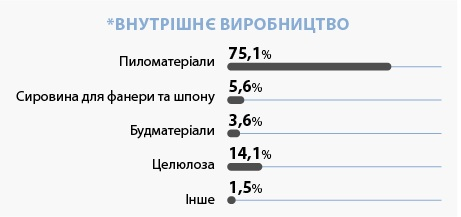 *ВНУТРІШНЄ ВИРОБНИЦТВО
Пиломатеріали 75,1%
Сировина для фанери та шпону 5,6%
Будматеріали 3,6%
Целюлоза 14,1%
Інше 1,5%